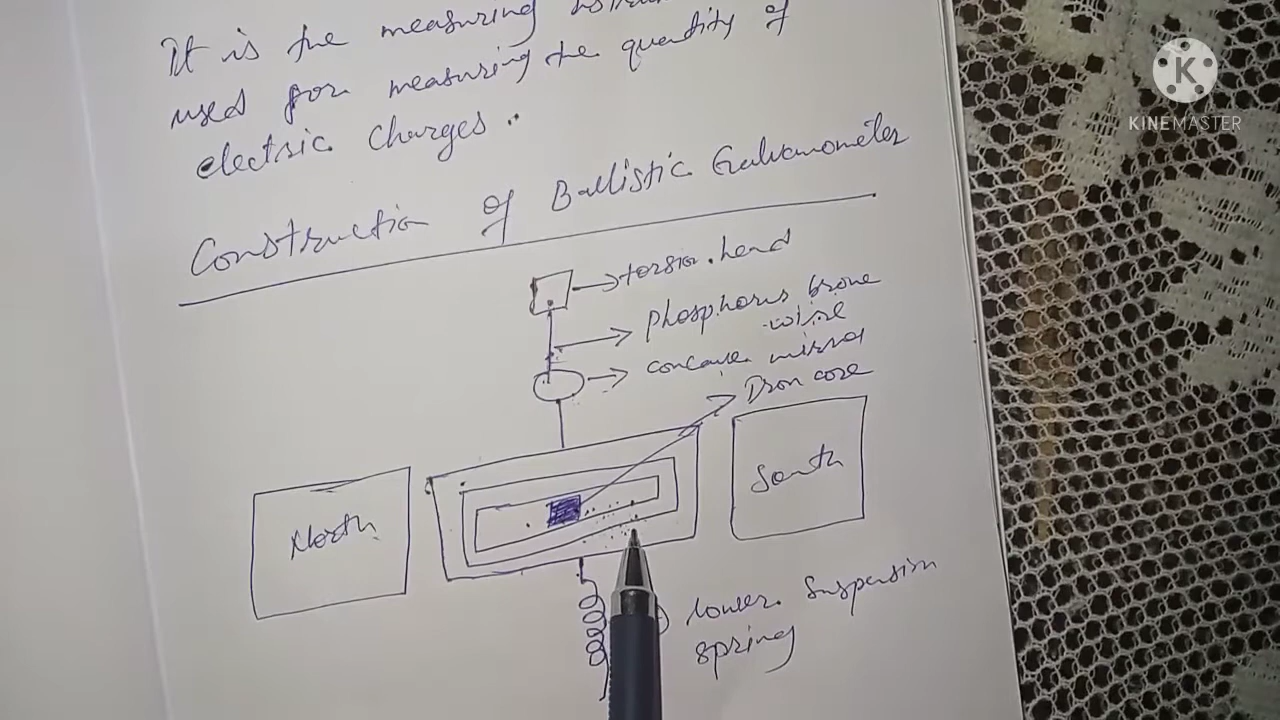 It is the measuring
used for measuring the quantity of
electric charges.
Construction of Ballistic Galvanometer
torsion head
phosphorus brone
wire
concave mirror
Iron core
North
South
lower suspension
spring
K
KINEMASTER